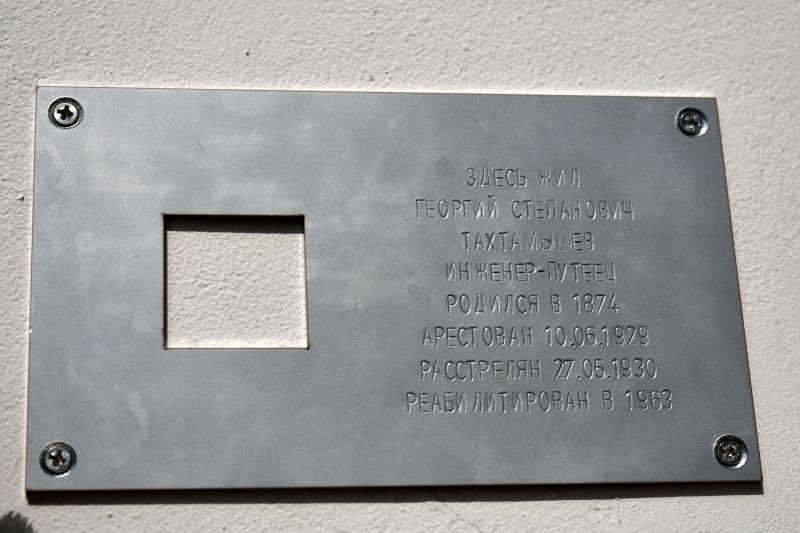 ЗДЕСЬ ЖИЛ
ГЕОРГИЙ СТЕПАНОВИЧ
ТАХТАМЫШЕВ
ИНЖЕНЕР-ПУТЕЕЦ
РОДИЛСЯ В 1874
АРЕСТОВАН 10.06.1929
РАССТРЕЛЯН 27.05.1930
РЕАБИЛИТИРОВАН В 1963